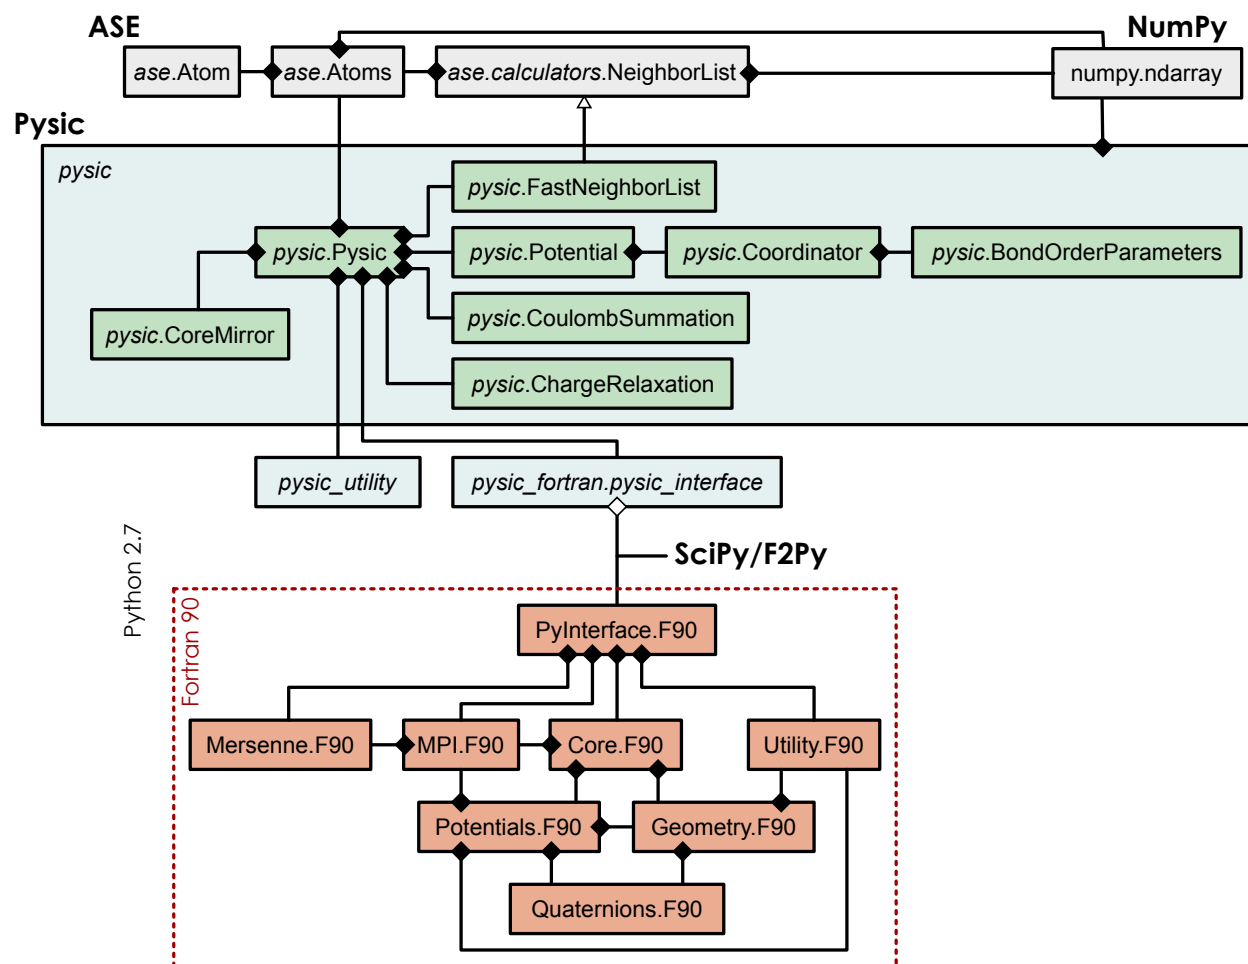 ASE
NumPy
ase.Atom
ase.Atoms
ase.calculators.NeighborList
numpy.ndarray
Pysic
pysic
pysic.FastNeighborList
pysic.Pysic
pysic.Potential
pysic.Coordinator
pysic.BondOrderParameters
pysic.CoreMirror
pysic.CoulombSummation
pysic.ChargeRelaxation
pysic_utility
pysic_fortran.pysic_interface
Python 2.7
SciPy/F2Py
Fortran 90
PyInterface.F90
Mersenne.F90
MPI.F90
Core.F90
Utility.F90
Potentials.F90
Geometry.F90
Quaternions.F90